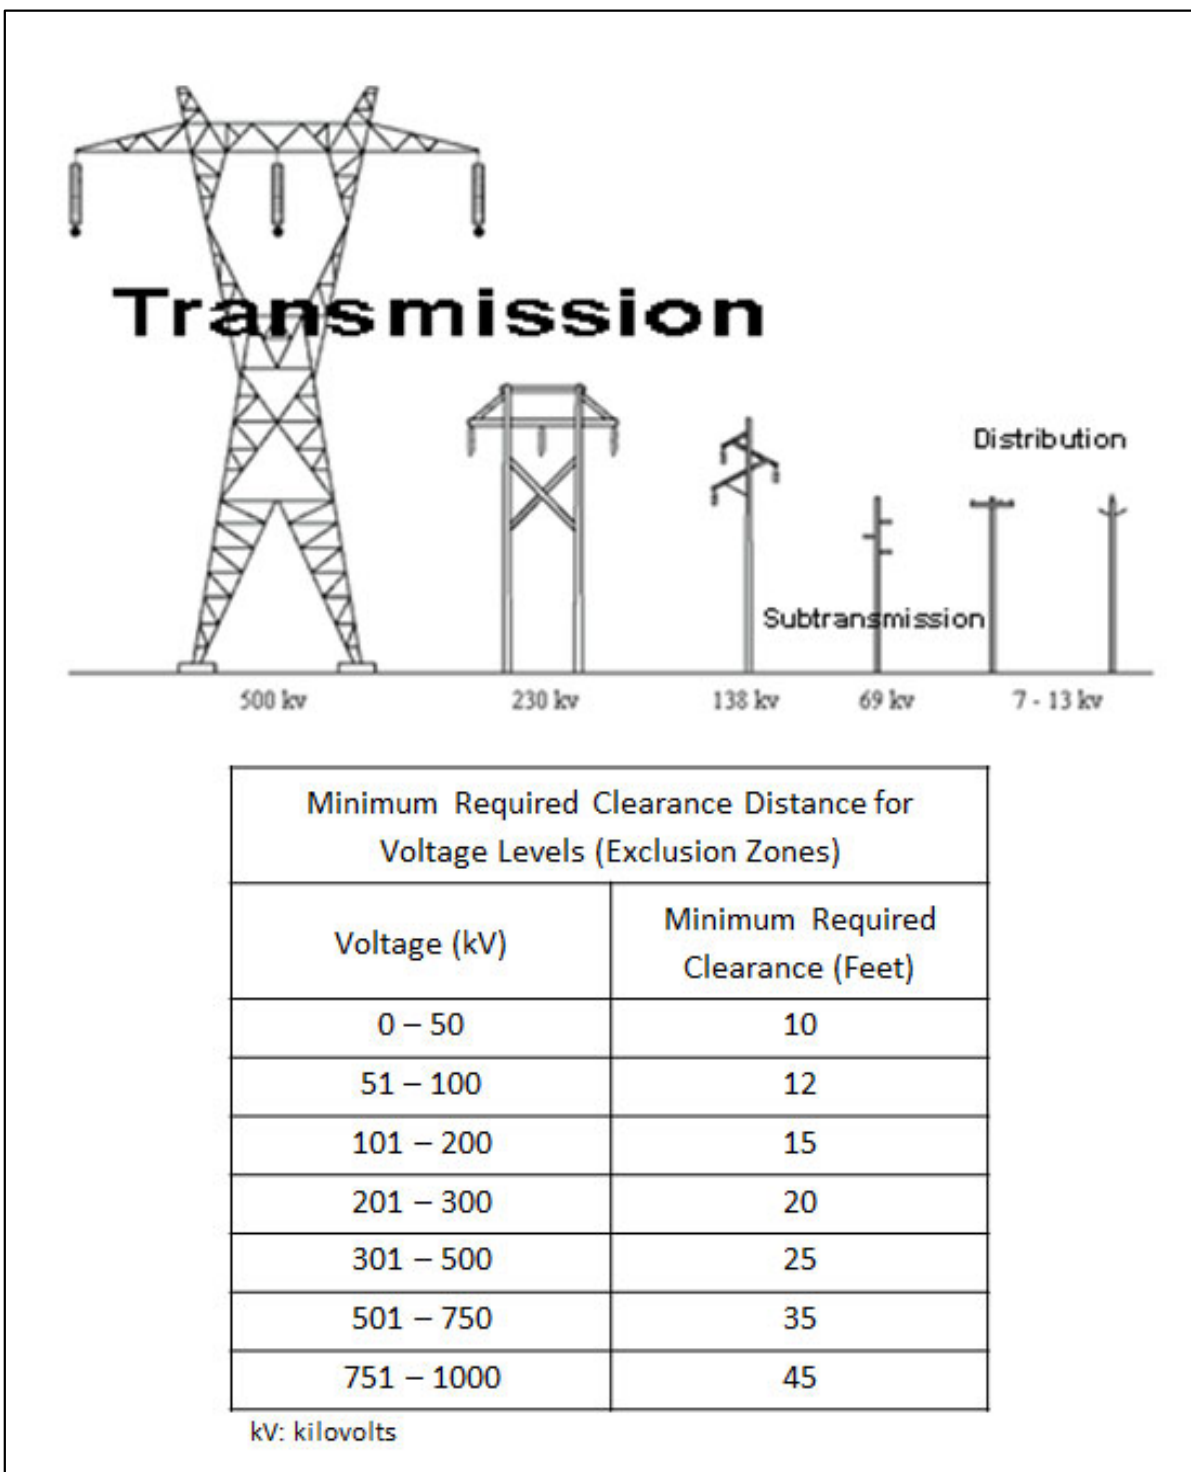 Transmission
Distribution
Subtransmission
500 kv 230 kv 138 kv 69 kv 7 - 13 kv
Minimum Required Clearance Distance for
Voltage Levels (Exclusion Zones)
Voltage (kV)
Minimum Required
Clearance (Feet)
0 – 50 10
51 – 100 12
101 – 200 15
201 – 300 20
301 – 500 25
501 – 750 35
751 – 1000 45
kV: kilovolts